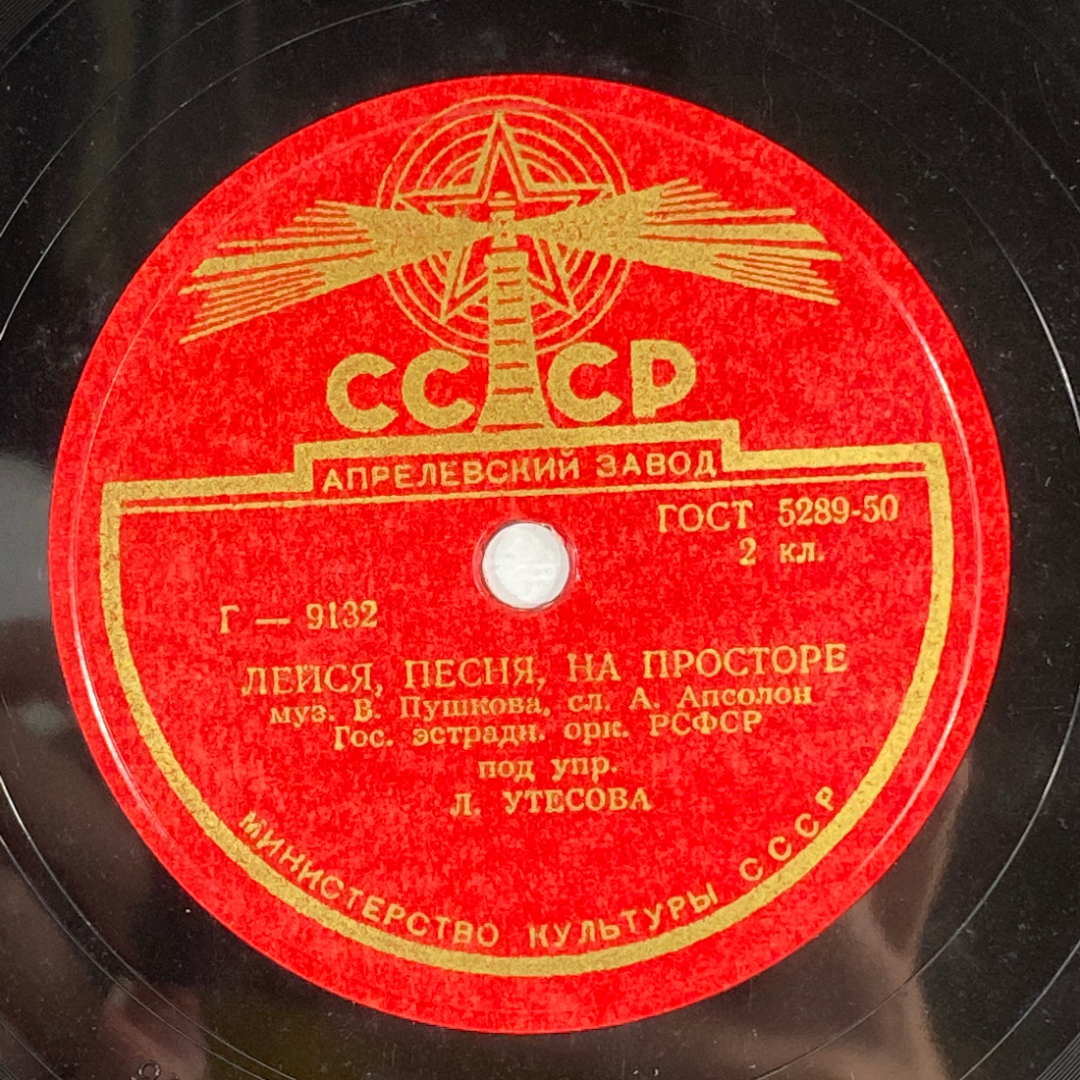 СССР
АПРЕЛЕВСКИЙ ЗАВОД
ГОСТ 5289-50
2 кл.
Г — 9132
ЛЕЙСЯ, ПЕСНЯ, НА ПРОСТОРЕ
муз. В. Пушкова, сл. А. Апсолон
Гос. эстрадн. орк. РСФСР
под упр.
Л. УТЕСОВА
МИНИСТЕРСТВО КУЛЬТУРЫ СССР